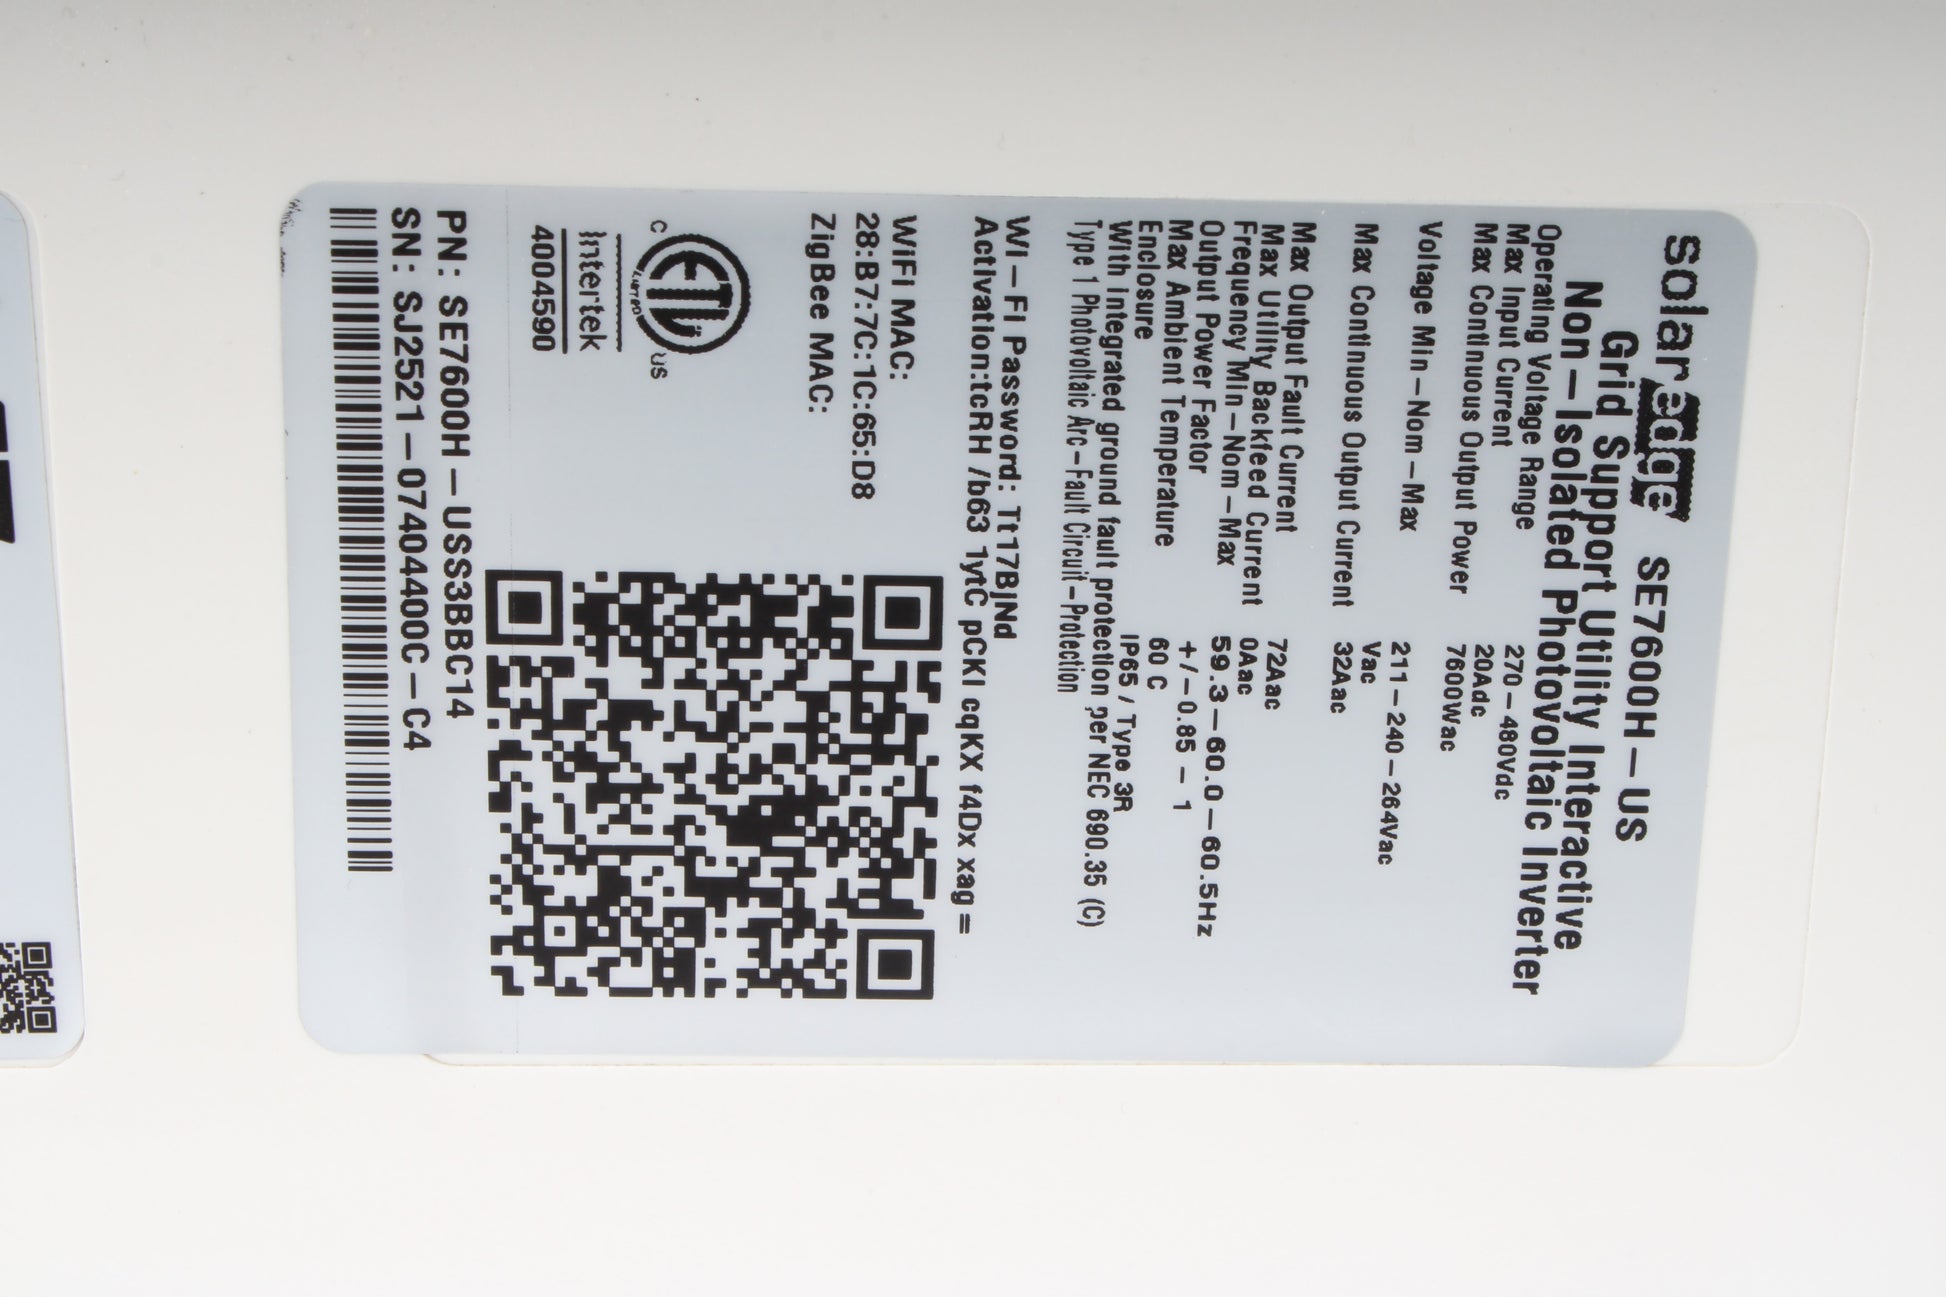 solaredge SE7600H-US
Grid Support Utility Interactive
Non-Isolated Photovoltaic Inverter
Operating Voltage Range 270-480Vdc
Max Input Current 20Adc
Max Continuous Output Power 7600Wac
Voltage Min-Nom-Max 211-240-264Vac
Vac
Max Continuous Output Current 32Aac
Max Output Fault Current 72Aac
Max Utility Backfeed Current 0Aac
Frequency Min-Nom-Max 59.3-60.0-60.5Hz
Output Power Factor +/-0.85 - 1
Max Ambient Temperature 60 C
Enclosure IP65 / Type 3R
With Integrated ground fault protection per NEC 690.35 (C)
Type 1 Photovoltaic Arc-Fault Circuit-Protection
Wi-Fi Password: Tt17BjNd
Activation:tcRH /b63 1ytC pCKI cqKX f4Dx xag=
WiFi MAC:
28:B7:7C:1C:65:D8
ZigBee MAC:
ETL
LISTED
C US
Intertek
4004590
PN: SE7600H-USS3BBC14
SN: SJ2521-07404400C-C4